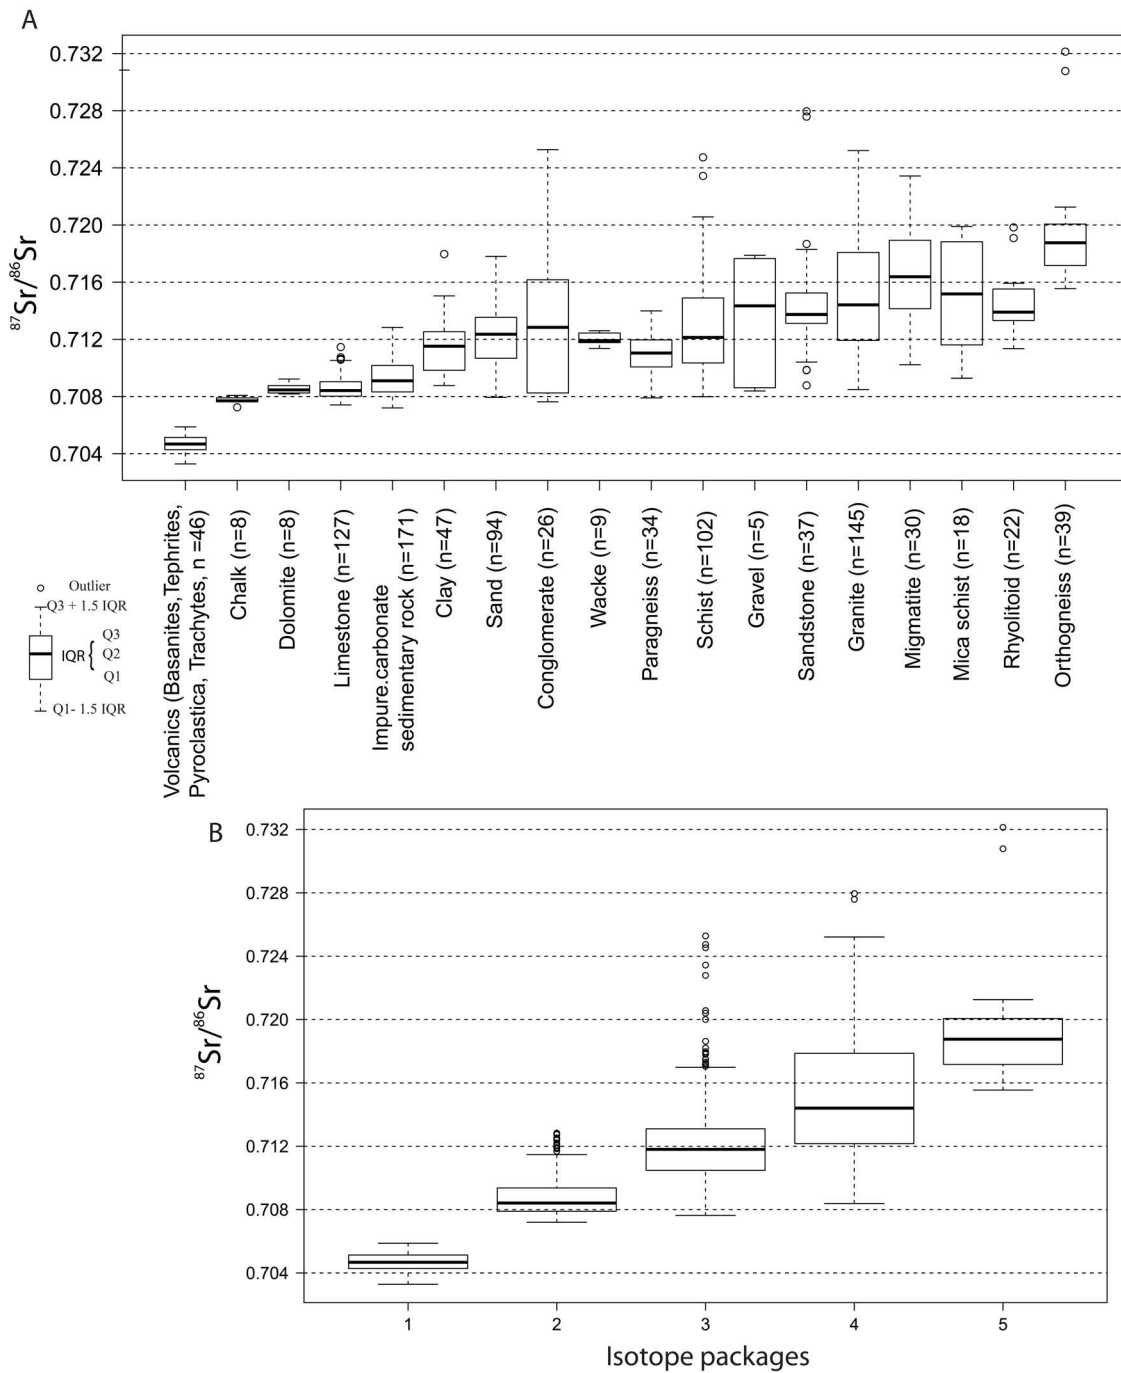 A
0.732
0.728
0.724
0.720
0.716
0.712
0.708
0.704
87Sr/86Sr
Volcanics (Basanites,Tephrites,
Pyroclastica, Trachytes, n =46)
Chalk (n=8)
Dolomite (n=8)
Limestone (n=127)
Impure.carbonate
sedimentary rock (n=171)
Clay (n=47)
Sand (n=94)
Conglomerate (n=26)
Wacke (n=9)
Paragneiss (n=34)
Schist (n=102)
Gravel (n=5)
Sandstone (n=37)
Granite (n=145)
Migmatite (n=30)
Mica schist (n=18)
Rhyolitoid (n=22)
Orthogneiss (n=39)
Outlier
Q3 + 1.5 IQR
Q3
IQR { Q2
Q1
Q1- 1.5 IQR
B
0.732
0.728
0.724
0.720
0.716
0.712
0.708
0.704
87Sr/86Sr
1 2 3 4 5
Isotope packages